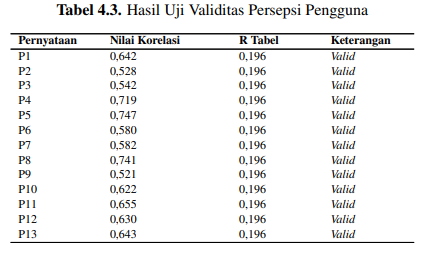 Tabel 4.3. Hasil Uji Validitas Persepsi Pengguna
Pernyataan Nilai Korelasi R Tabel Keterangan
P1 0,642 0,196 Valid
P2 0,528 0,196 Valid
P3 0,542 0,196 Valid
P4 0,719 0,196 Valid
P5 0,747 0,196 Valid
P6 0,580 0,196 Valid
P7 0,582 0,196 Valid
P8 0,741 0,196 Valid
P9 0,521 0,196 Valid
P10 0,622 0,196 Valid
P11 0,655 0,196 Valid
P12 0,630 0,196 Valid
P13 0,643 0,196 Valid